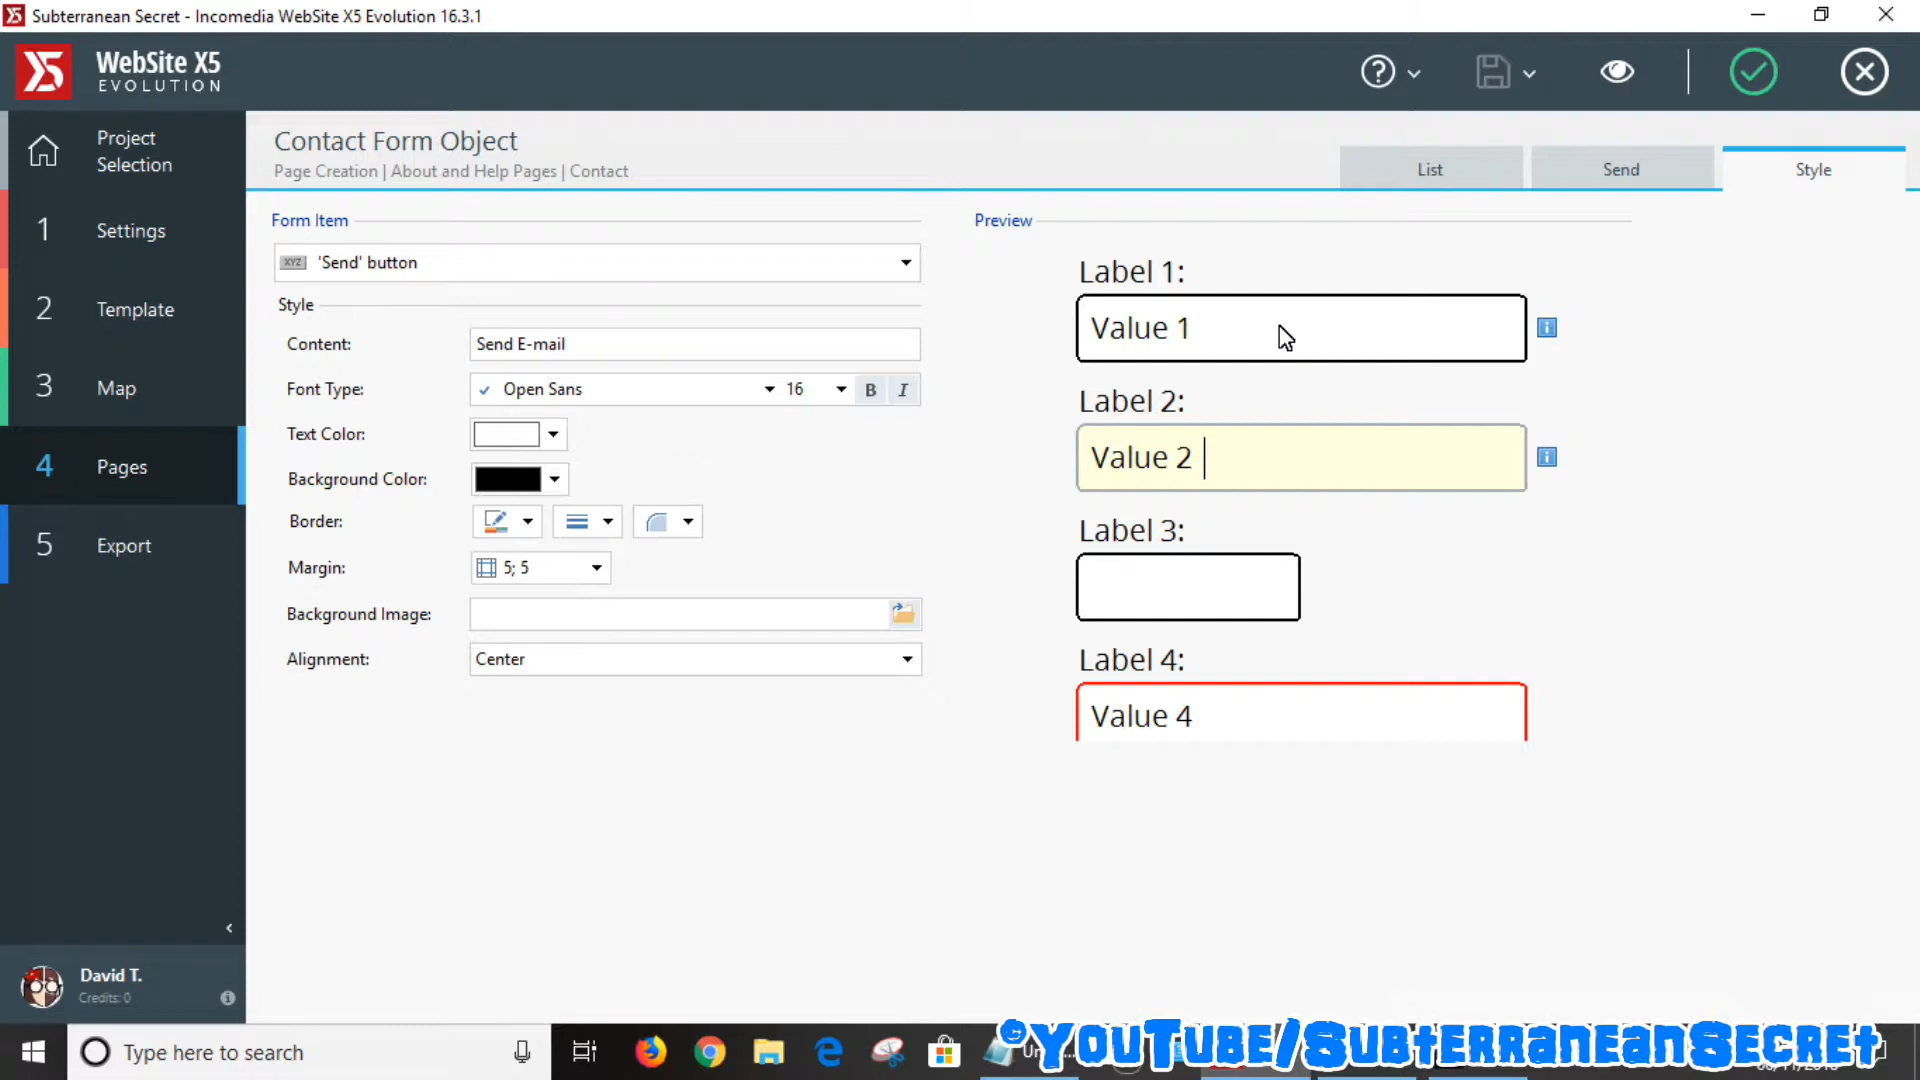 Subterranean Secret - Incomedia WebSite X5 Evolution 16.3.1
X5
WebSite X5
EVOLUTION
Project
Selection
1 Settings
2 Template
3 Map
4 Pages
5 Export
David T.
Credits: 0
Contact Form Object
Page Creation | About and Help Pages | Contact
List
Send
Style
Form Item
XYZ 'Send' button
Style
Content: Send E-mail
Font Type: Open Sans 16 B I
Text Color:
Background Color:
Border:
Margin: 5; 5
Background Image:
Alignment: Center
Preview
Label 1:
Value 1
Label 2:
Value 2
Label 3:
Label 4:
Value 4
Type here to search
©YouTube/SubterraneanSecret